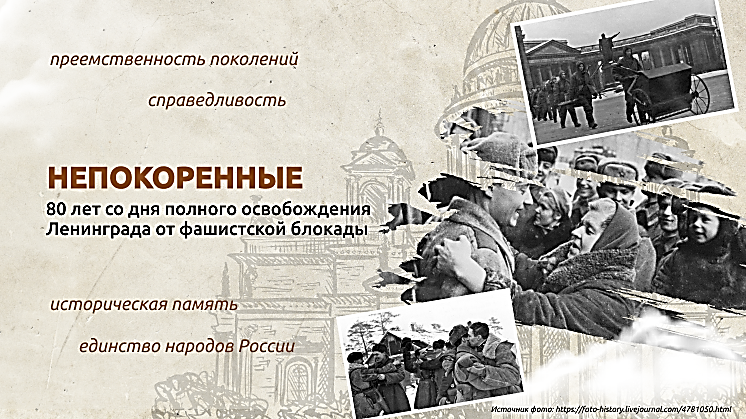 преемственность поколений
справедливость
НЕПОКОРЕННЫЕ
80 лет со дня полного освобождения
Ленинграда от фашистской блокады
историческая память
единство народов России
Источник фото: https://foto-history.livejournal.com/4781050.html